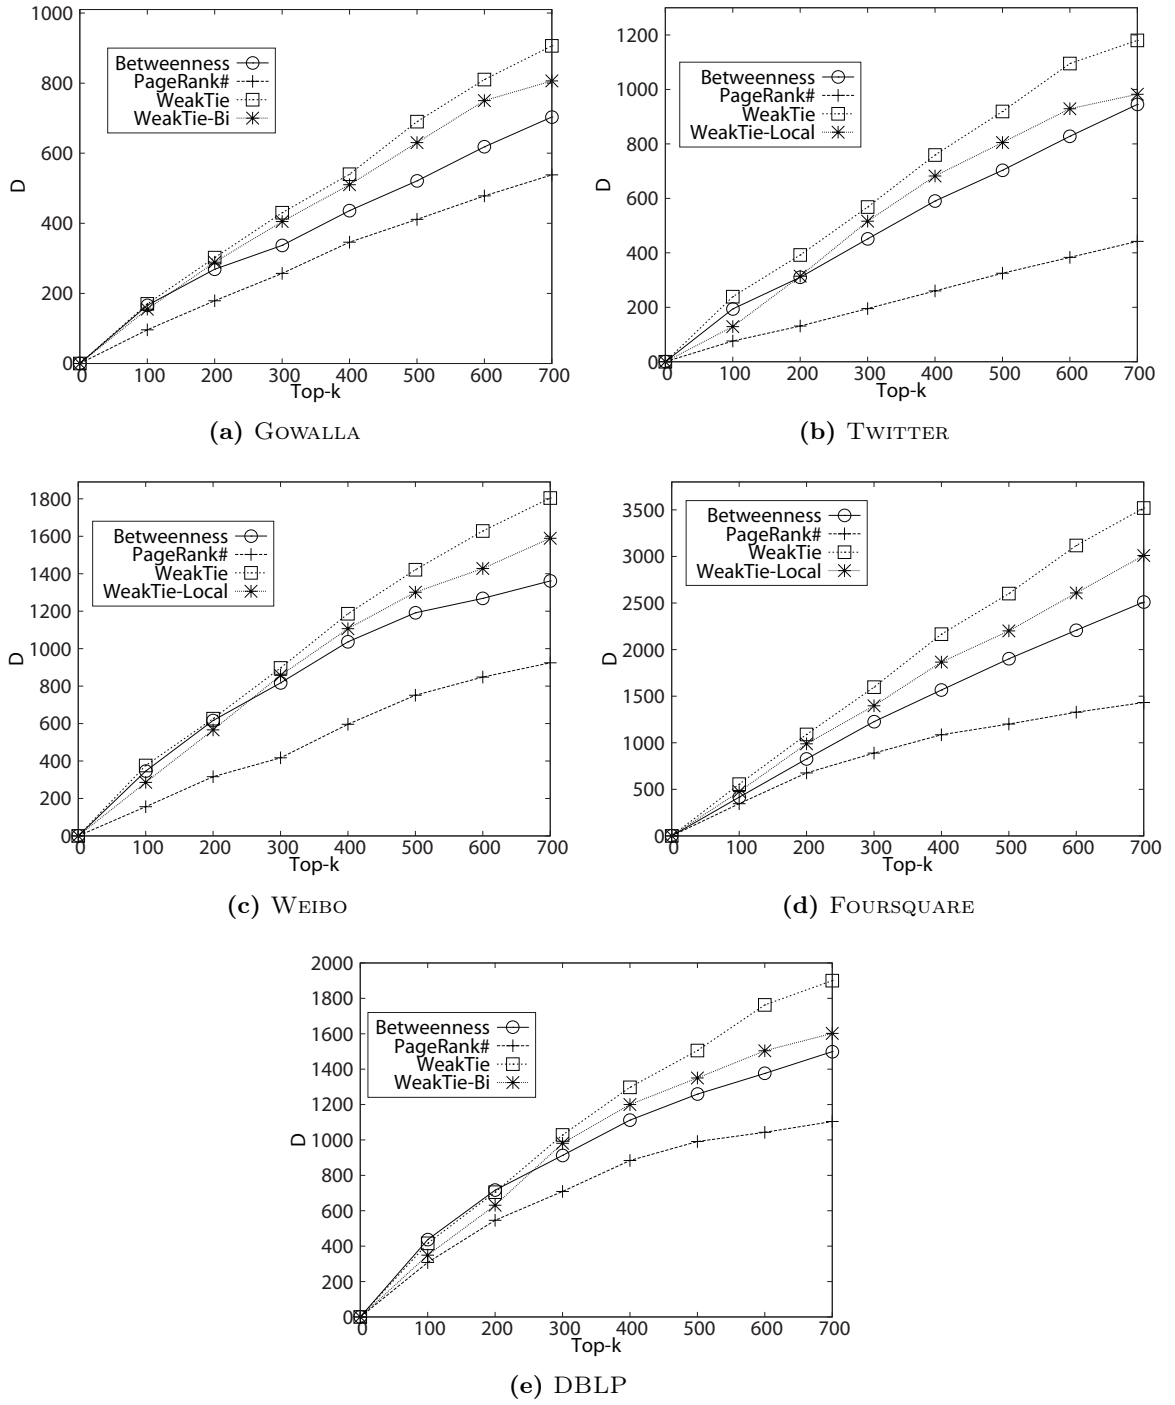 1000
800
600
400
200
0
D
Betweenness
PageRank#
WeakTie
WeakTie-Bi
0 100 200 300 400 500 600 700
Top-k
(a) GOWALLA
1200
1000
800
600
400
200
0
D
Betweenness
PageRank#
WeakTie
WeakTie-Local
0 100 200 300 400 500 600 700
Top-k
(b) TWITTER
1800
1600
1400
1200
1000
800
600
400
200
0
D
Betweenness
PageRank#
WeakTie
WeakTie-Local
0 100 200 300 400 500 600 700
Top-k
(c) WEIBO
3500
3000
2500
2000
1500
1000
500
0
D
Betweenness
PageRank#
WeakTie
WeakTie-Local
0 100 200 300 400 500 600 700
Top-k
(d) FOURSQUARE
2000
1800
1600
1400
1200
1000
800
600
400
200
0
D
Betweenness
PageRank#
WeakTie
WeakTie-Bi
0 100 200 300 400 500 600 700
Top-k
(e) DBLP